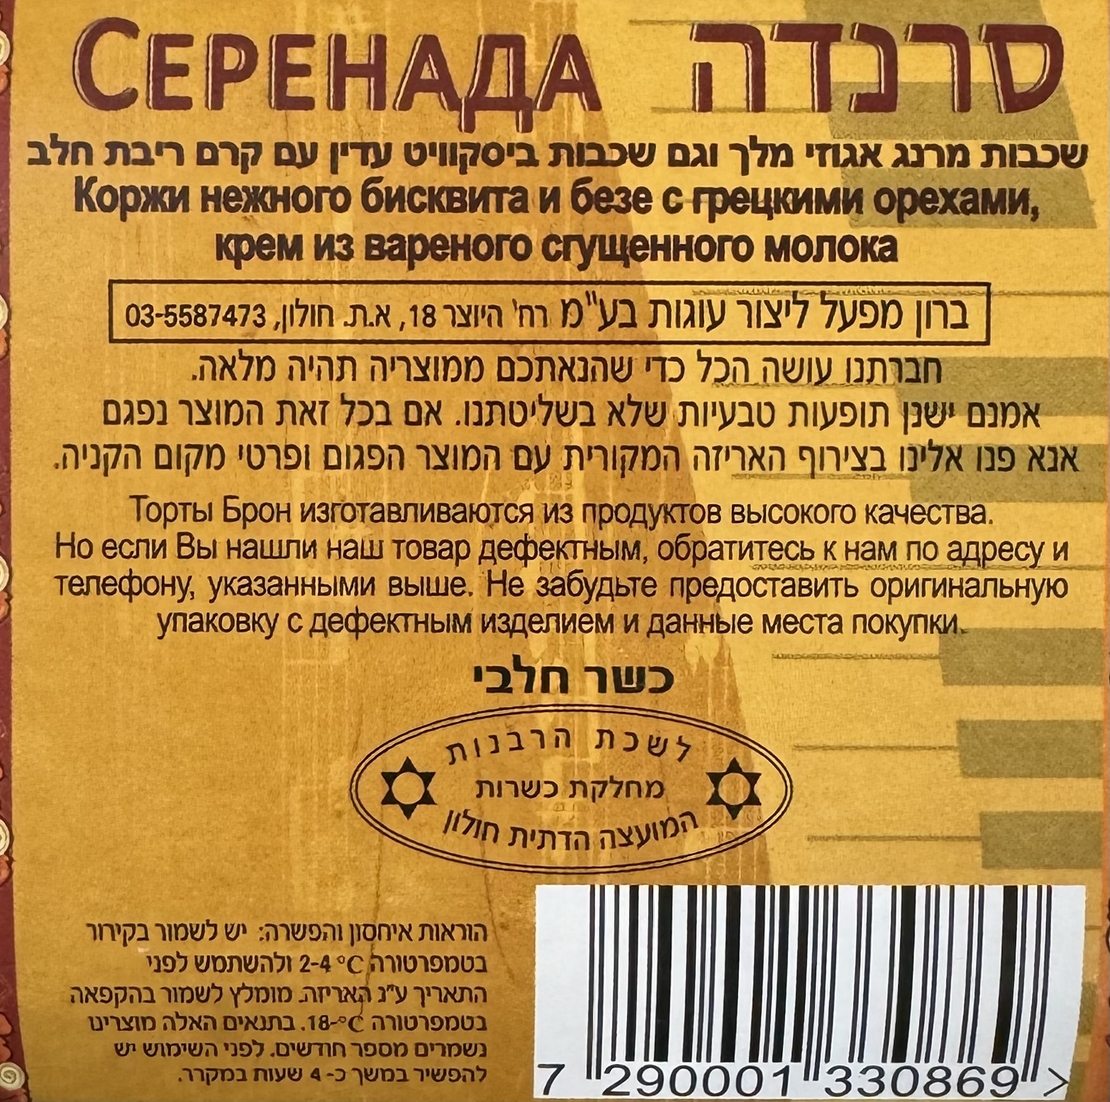 СЕРЕНАДА סרנדה
שכבות מרנג אגוזי מלך וגם שכבות ביסקוויט עדין עם קרם ריבת חלב
Коржи нежного бисквита и безе с грецкими орехами,
крем из вареного сгущенного молока
ברון מפעל ליצור עוגות בע"מ רח' היוצר 18, א.ת. חולון, 03-5587473
חברתנו עושה הכל כדי שהנאתכם ממוצריה תהיה מלאה.
אמנם ישנן תופעות טבעיות שלא בשליטתנו. אם בכל זאת המוצר נפגם
אנא פנו אלינו בצירוף האריזה המקורית עם המוצר הפגום ופרטי מקום הקניה.
Торты Брон изготавливаются из продуктов высокого качества.
Но если Вы нашли наш товар дефектным, обратитесь к нам по адресу и
телефону, указанными выше. Не забудьте предоставить оригинальную
упаковку с дефектным изделием и данные места покупки.
כשר חלבי
לשכת הרבנות
מחלקת כשרות
המועצה הדתית חולון
הוראות איחסון והפשרה: יש לשמור בקירור
בטמפרטורה 2-4 °C ולהשתמש לפני
התאריך ע"ג האריזה. מומלץ לשמור בהקפאה
בטמפרטורה 18-°C. בתנאים האלה מוצרינו
נשמרים מספר חודשים. לפני השימוש יש
להפשיר במשך כ- 4 שעות במקרר.
7 290001 330869 >